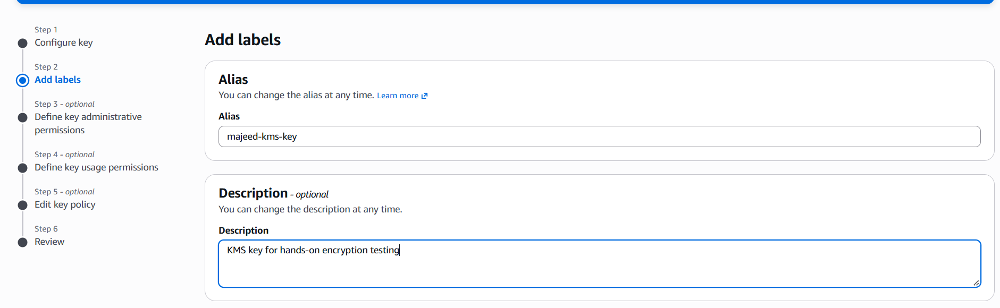 Step 1
Configure key
Step 2
Add labels
Step 3 - optional
Define key administrative
permissions
Step 4 - optional
Define key usage permissions
Step 5 - optional
Edit key policy
Step 6
Review
Add labels
Alias
You can change the alias at any time. Learn more
Alias
majeed-kms-key
Description - optional
You can change the description at any time.
Description
KMS key for hands-on encryption testing